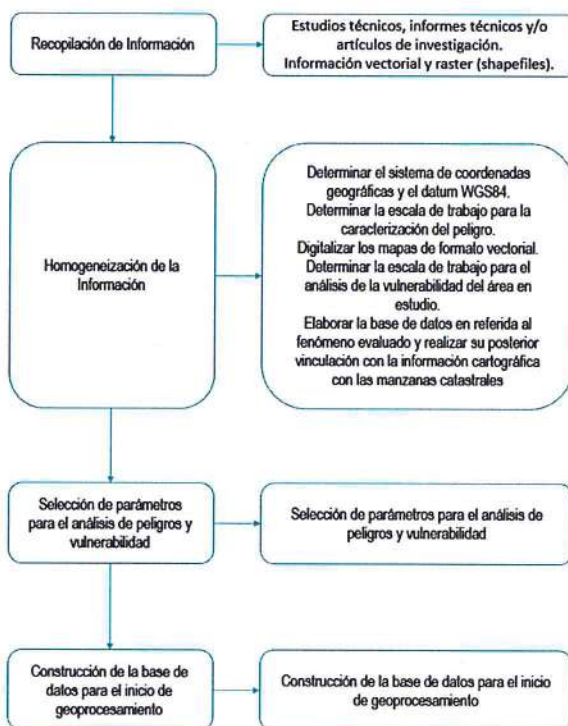 Recopilación de Información
Estudios técnicos, informes técnicos y/o
artículos de investigación.
Información vectorial y raster (shapefiles).
Homogeneización de la
Información
Determinar el sistema de coordenadas
geográficas y el datum WGS84.
Determinar la escala de trabajo para la
caracterización del peligro.
Digitalizar los mapas de formato vectorial.
Determinar la escala de trabajo para el
análisis de la vulnerabilidad del área en
estudio.
Elaborar la base de datos en referida al
fenómeno evaluado y realizar su posterior
vinculación con la información cartográfica
con las manzanas catastrales
Selección de parámetros
para el análisis de peligros y
vulnerabilidad
Selección de parámetros para el análisis de
peligros y vulnerabilidad
Construcción de la base de
datos para el inicio de
geoprocesamiento
Construcción de la base de datos para el inicio
de geoprocesamiento